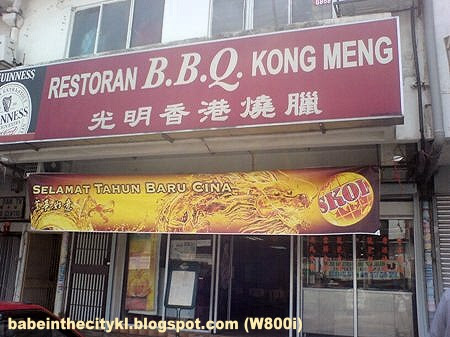 GUINNESS
RESTORAN B.B.Q. KONG MENG
光明香港燒臘
SELAMAT TAHUN BARU CINA
SKOL
babeinthecitykl.blogspot.com (W800i)